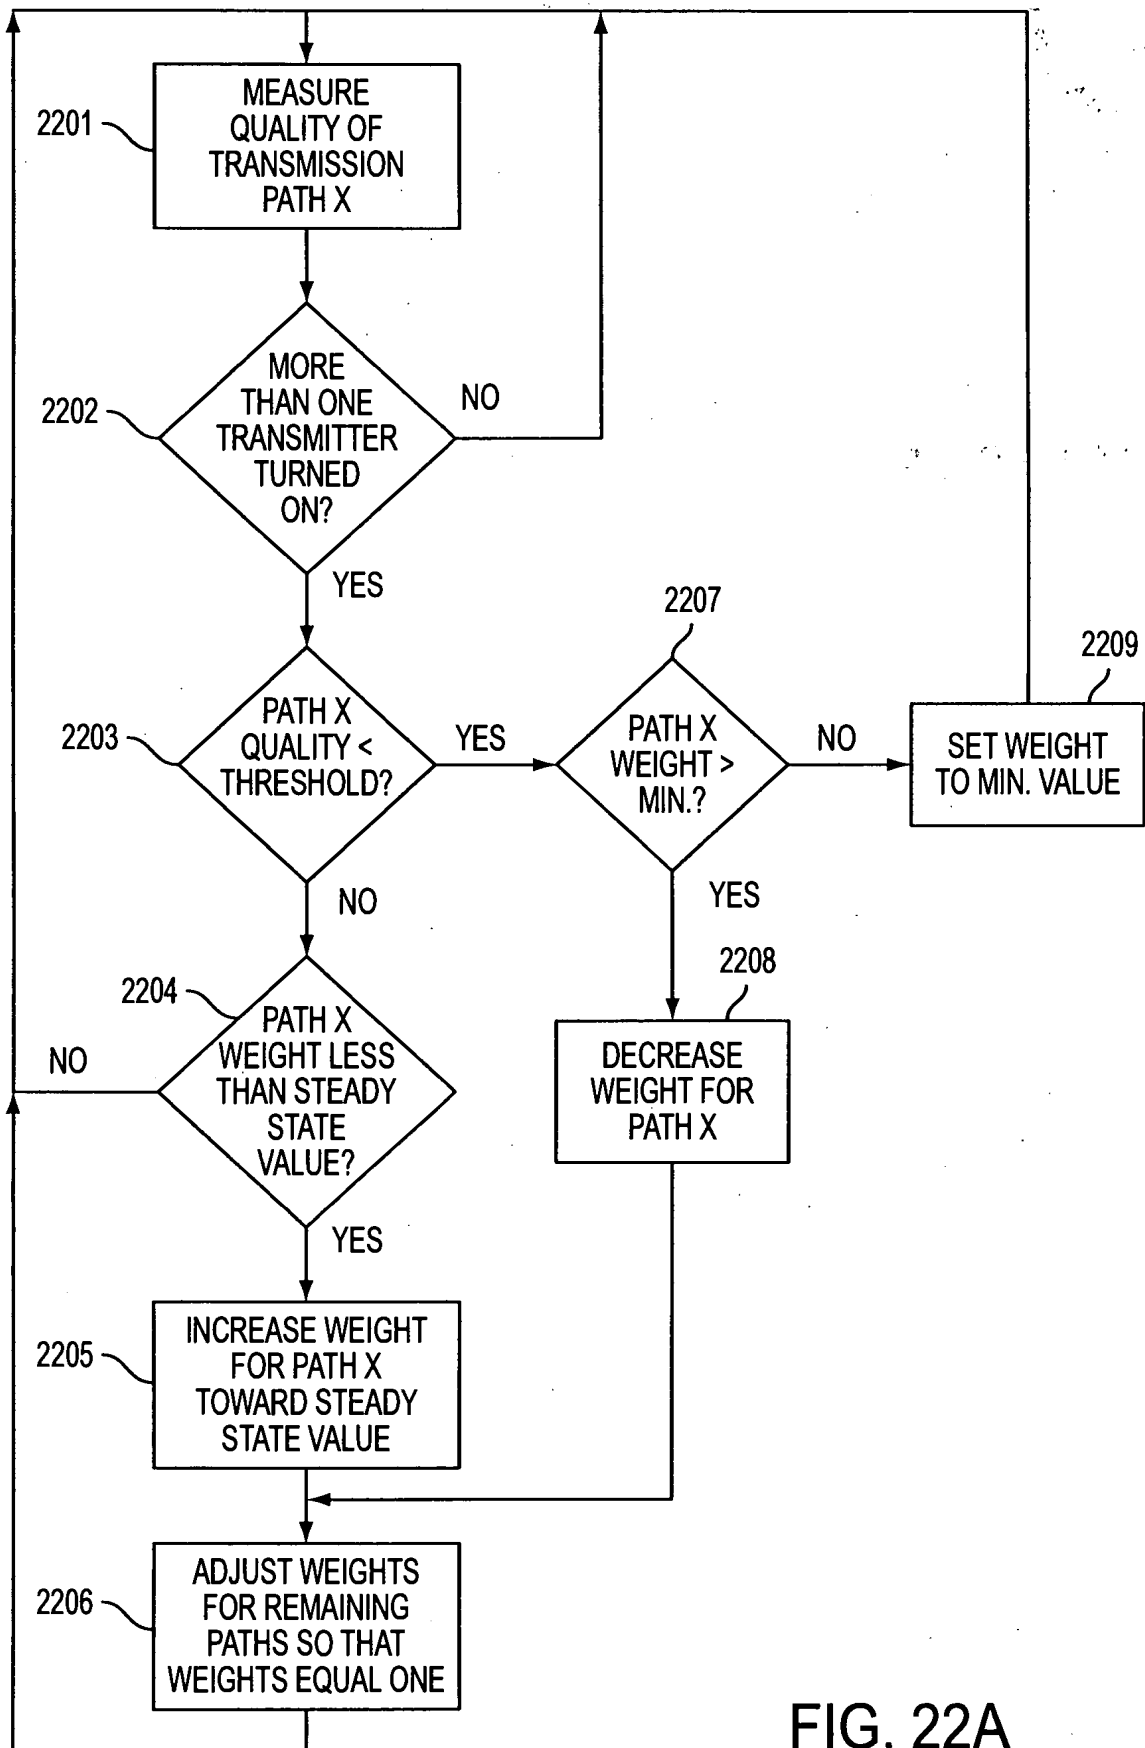 2201
MEASURE
QUALITY OF
TRANSMISSION
PATH X
2202
MORE
THAN ONE
TRANSMITTER
TURNED
ON?
NO
YES
2203
PATH X
QUALITY <
THRESHOLD?
YES
NO
2207
PATH X
WEIGHT >
MIN.?
NO
YES
2209
SET WEIGHT
TO MIN. VALUE
2204
PATH X
WEIGHT LESS
THAN STEADY
STATE
VALUE?
NO
YES
2208
DECREASE
WEIGHT FOR
PATH X
2205
INCREASE WEIGHT
FOR PATH X
TOWARD STEADY
STATE VALUE
2206
ADJUST WEIGHTS
FOR REMAINING
PATHS SO THAT
WEIGHTS EQUAL ONE
FIG. 22A